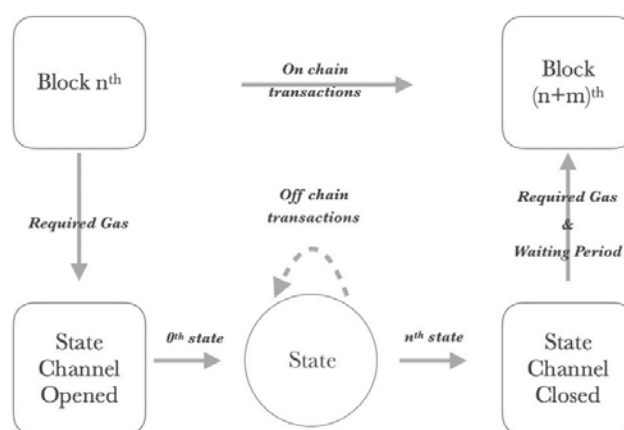 Block nᵗʰ
On chain
transactions
Block
(n+m)ᵗʰ
Required Gas
Off chain
transactions
Required Gas
&
Waiting Period
State
Channel
Opened
0ᵗʰ state
State
nᵗʰ state
State
Channel
Closed